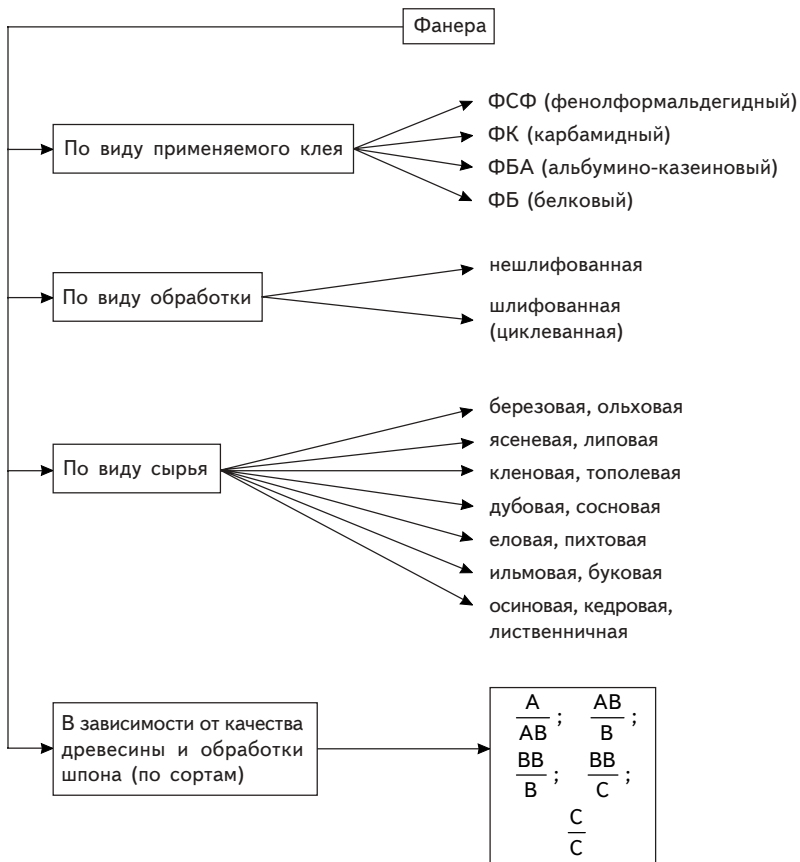 Фанера
По виду применяемого клея
ФСФ (фенолформальдегидный)
ФК (карбамидный)
ФБА (альбумино-казеиновый)
ФБ (белковый)
По виду обработки
нешлифованная
шлифованная
(циклеванная)
По виду сырья
березовая, ольховая
ясеневая, липовая
кленовая, тополевая
дубовая, сосновая
еловая, пихтовая
ильмовая, буковая
осиновая, кедровая,
лиственничная
В зависимости от качества
древесины и обработки
шпона (по сортам)
A/AB; AB/B;
BB/B; BB/C;
C/C